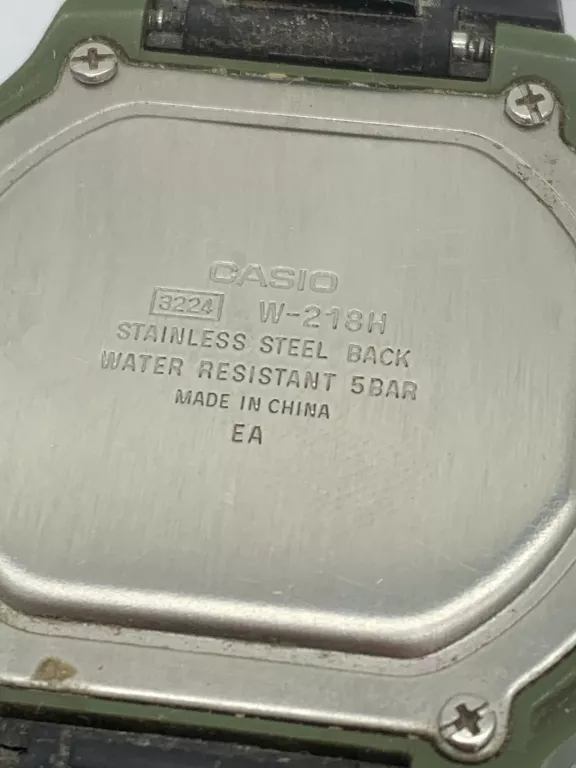 CASIO
3224 W-218H
STAINLESS STEEL BACK
WATER RESISTANT 5BAR
MADE IN CHINA
EA